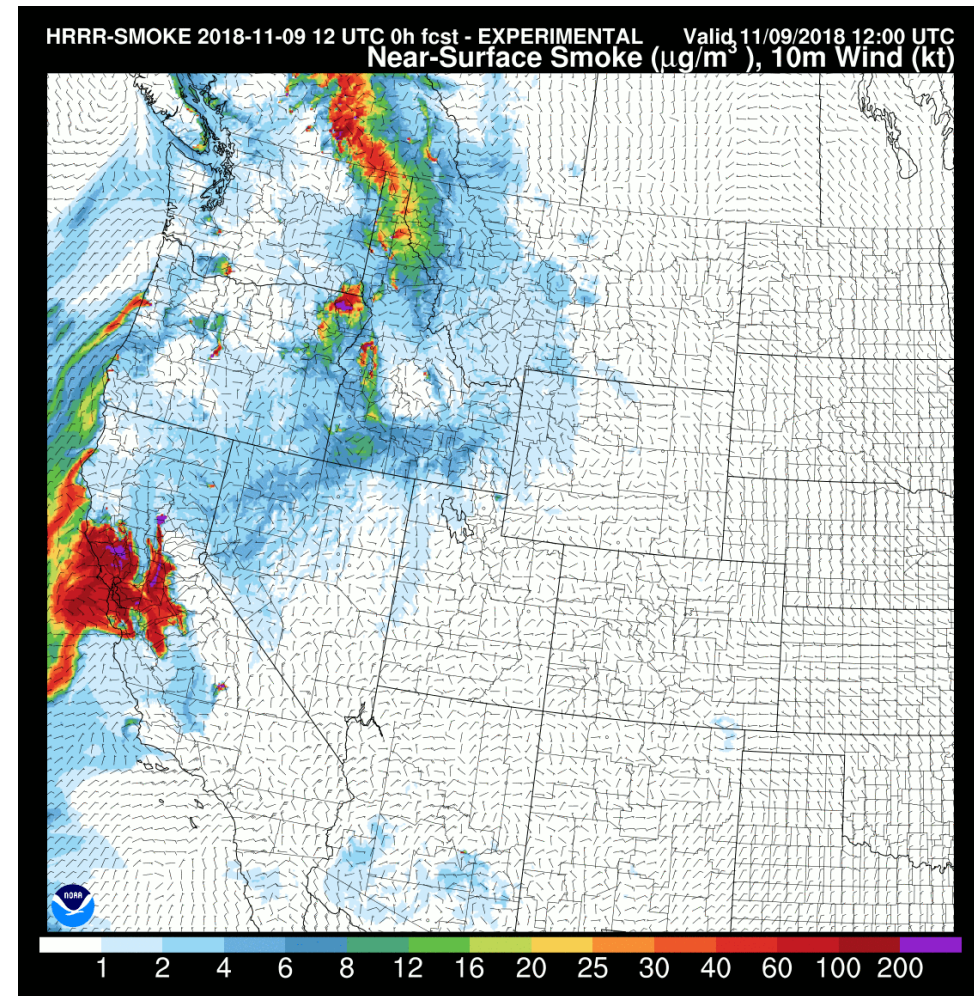 HRRR-SMOKE 2018-11-09 12 UTC 0h fcst - EXPERIMENTAL Valid 11/09/2018 12:00 UTC
Near-Surface Smoke (μg/m³ ), 10m Wind (kt)
NOAA
1 2 4 6 8 12 16 20 25 30 40 60 100 200